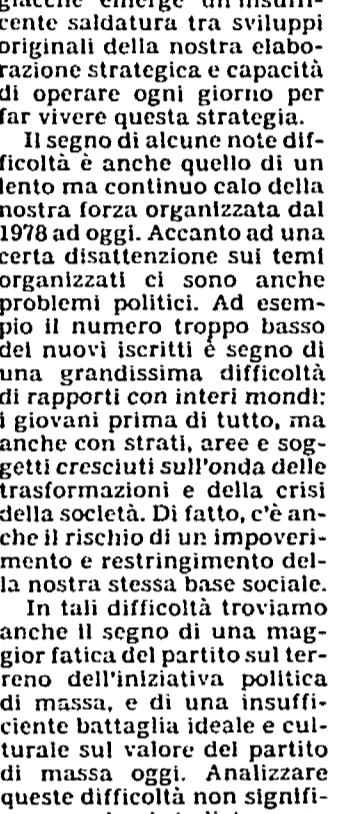 giacché emerge un'insuffi-
cente saldatura tra sviluppi
originali della nostra elabo-
razione strategica e capacità
di operare ogni giorno per
far vivere questa strategia.
Il segno di alcune note dif-
ficoltà è anche quello di un
lento ma continuo calo della
nostra forza organizzata dal
1978 ad oggi. Accanto ad una
certa disattenzione sui temi
organizzati ci sono anche
problemi politici. Ad esem-
pio il numero troppo basso
dei nuovi iscritti è segno di
una grandissima difficoltà
di rapporti con interi mondi:
i giovani prima di tutto, ma
anche con strati, aree e sog-
getti cresciuti sull'onda delle
trasformazioni e della crisi
della società. Di fatto, c'è an-
che il rischio di un impoveri-
mento e restringimento del-
la nostra stessa base sociale.
In tali difficoltà troviamo
anche il segno di una mag-
gior fatica del partito sul ter-
reno dell'iniziativa politica
di massa, e di una insuffi-
ciente battaglia ideale e cul-
turale sul valore del partito
di massa oggi. Analizzare
queste difficoltà non signifi-